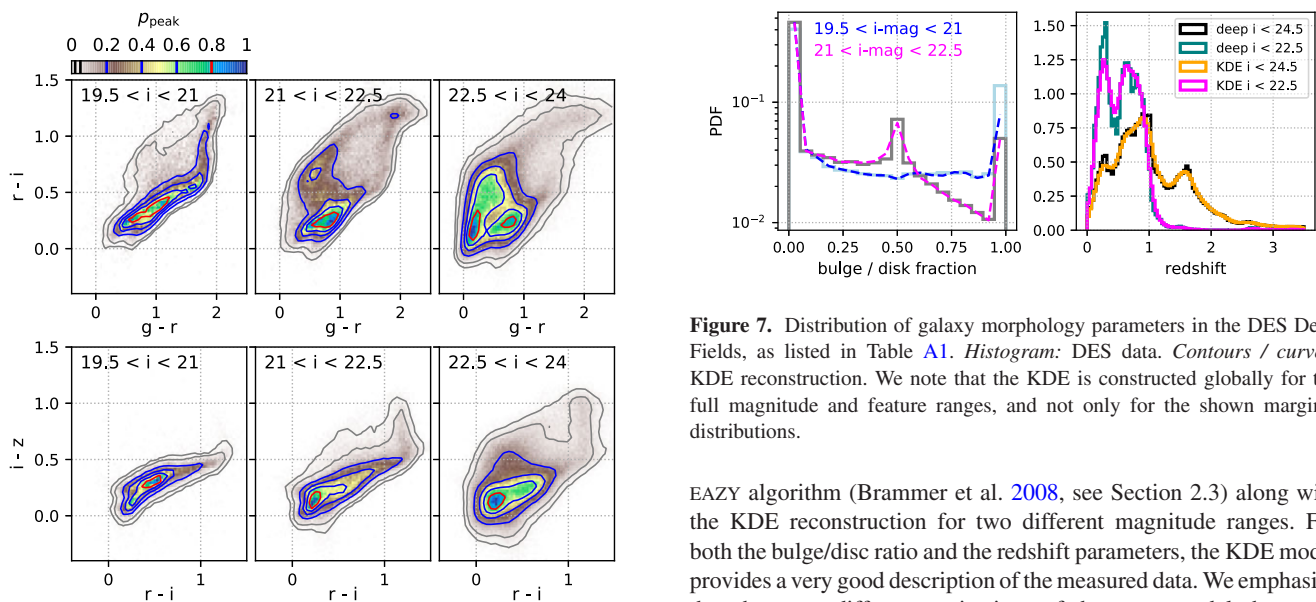 p_peak
0 0.2 0.4 0.6 0.8 1
19.5 < i < 21
21 < i < 22.5
22.5 < i < 24
1.5
1.0
0.5
0.0
r - i
0 1 2
0 1 2
0 1 2
g - r
g - r
g - r
19.5 < i < 21
21 < i < 22.5
22.5 < i < 24
1.5
1.0
0.5
0.0
i - z
0 1
0 1
0 1
r - i
r - i
r - i
19.5 < i-mag < 21
21 < i-mag < 22.5
PDF
10⁻¹
10⁻²
0.00 0.25 0.50 0.75 1.00
bulge / disk fraction
1.50
1.25
1.00
0.75
0.50
0.25
0.00
deep i < 24.5
deep i < 22.5
KDE i < 24.5
KDE i < 22.5
0 1 2 3
redshift
Figure 7. Distribution of galaxy morphology parameters in the DES
Fields, as listed in Table A1. Histogram: DES data. Contours /
KDE reconstruction. We note that the KDE is constructed globally for
full magnitude and feature ranges, and not only for the shown
distributions.
EAZY algorithm (Brammer et al. 2008, see Section 2.3) along
the KDE reconstruction for two different magnitude ranges.
both the bulge/disc ratio and the redshift parameters, the KDE
provides a very good description of the measured data. We